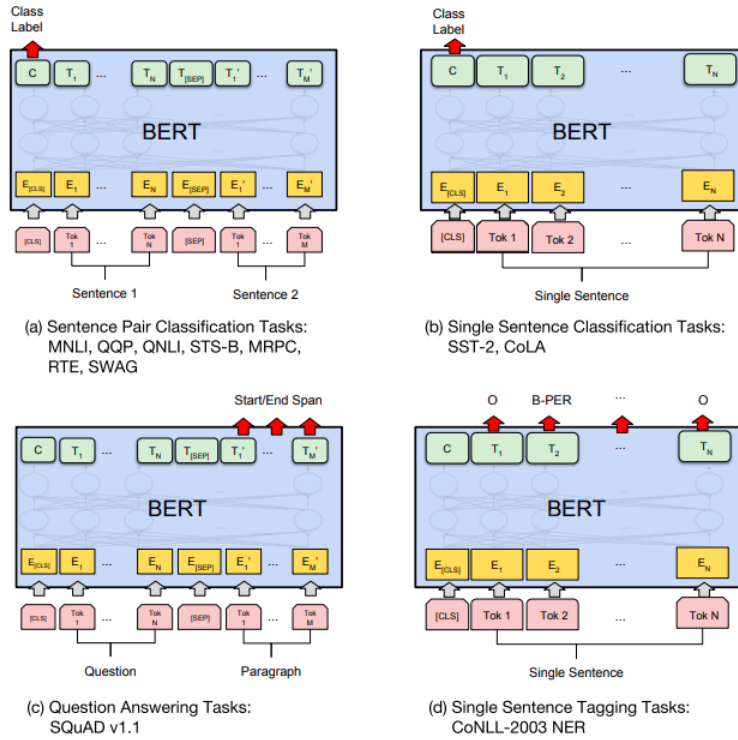 Class
Label
C T1 ... TN T[SEP] T1' ... TM'
...
BERT
...
E[CLS] E1 ... EN E[SEP] E1' ... EM'
[CLS] Tok 1 ... Tok N [SEP] Tok 1 ... Tok M
Sentence 1 Sentence 2
(a) Sentence Pair Classification Tasks:
MNLI, QQP, QNLI, STS-B, MRPC,
RTE, SWAG
Class
Label
C T1 T2 ... TN
...
BERT
...
E[CLS] E1 E2 ... EN
[CLS] Tok 1 Tok 2 ... Tok N
Single Sentence
(b) Single Sentence Classification Tasks:
SST-2, CoLA
Start/End Span
C T1 ... TN T[SEP] T1' ... TM'
...
BERT
...
E[CLS] E1 ... EN E[SEP] E1' ... EM'
[CLS] Tok 1 ... Tok N [SEP] Tok 1 ... Tok M
Question Paragraph
(c) Question Answering Tasks:
SQuAD v1.1
O B-PER ... O
C T1 T2 ... TN
...
BERT
...
E[CLS] E1 E2 ... EN
[CLS] Tok 1 Tok 2 ... Tok N
Single Sentence
(d) Single Sentence Tagging Tasks:
CoNLL-2003 NER